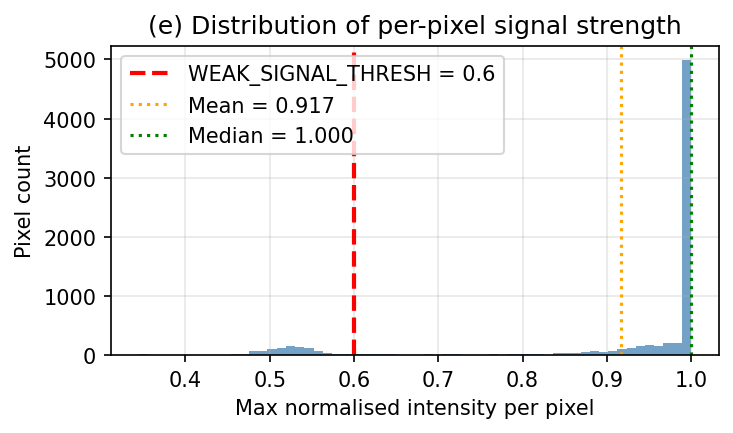 (e) Distribution of per-pixel signal strength
WEAK_SIGNAL_THRESH = 0.6
Mean = 0.917
Median = 1.000
Pixel count
5000
4000
3000
2000
1000
0
0.4 0.5 0.6 0.7 0.8 0.9 1.0
Max normalised intensity per pixel